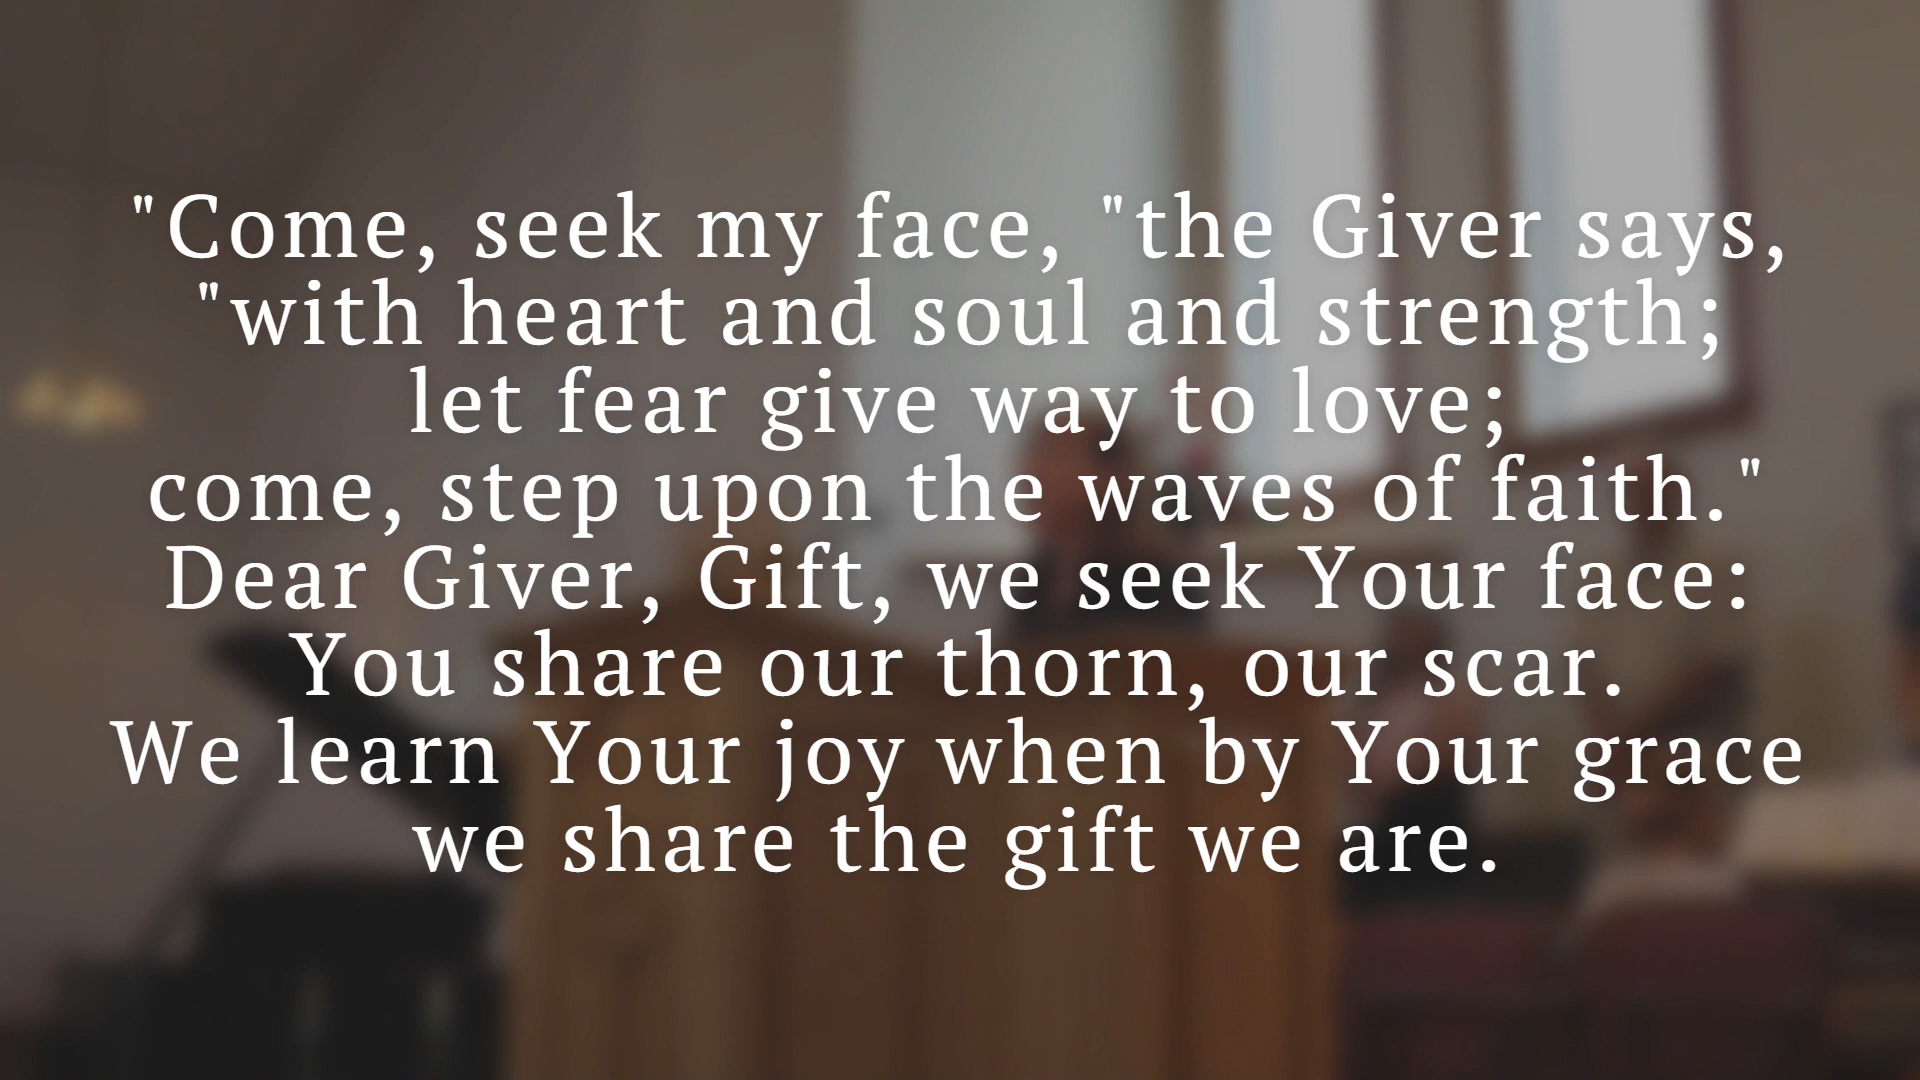 "Come, seek my face, "the Giver says,
"with heart and soul and strength;
let fear give way to love;
come, step upon the waves of faith."
Dear Giver, Gift, we seek Your face:
You share our thorn, our scar.
We learn Your joy when by Your grace
we share the gift we are.